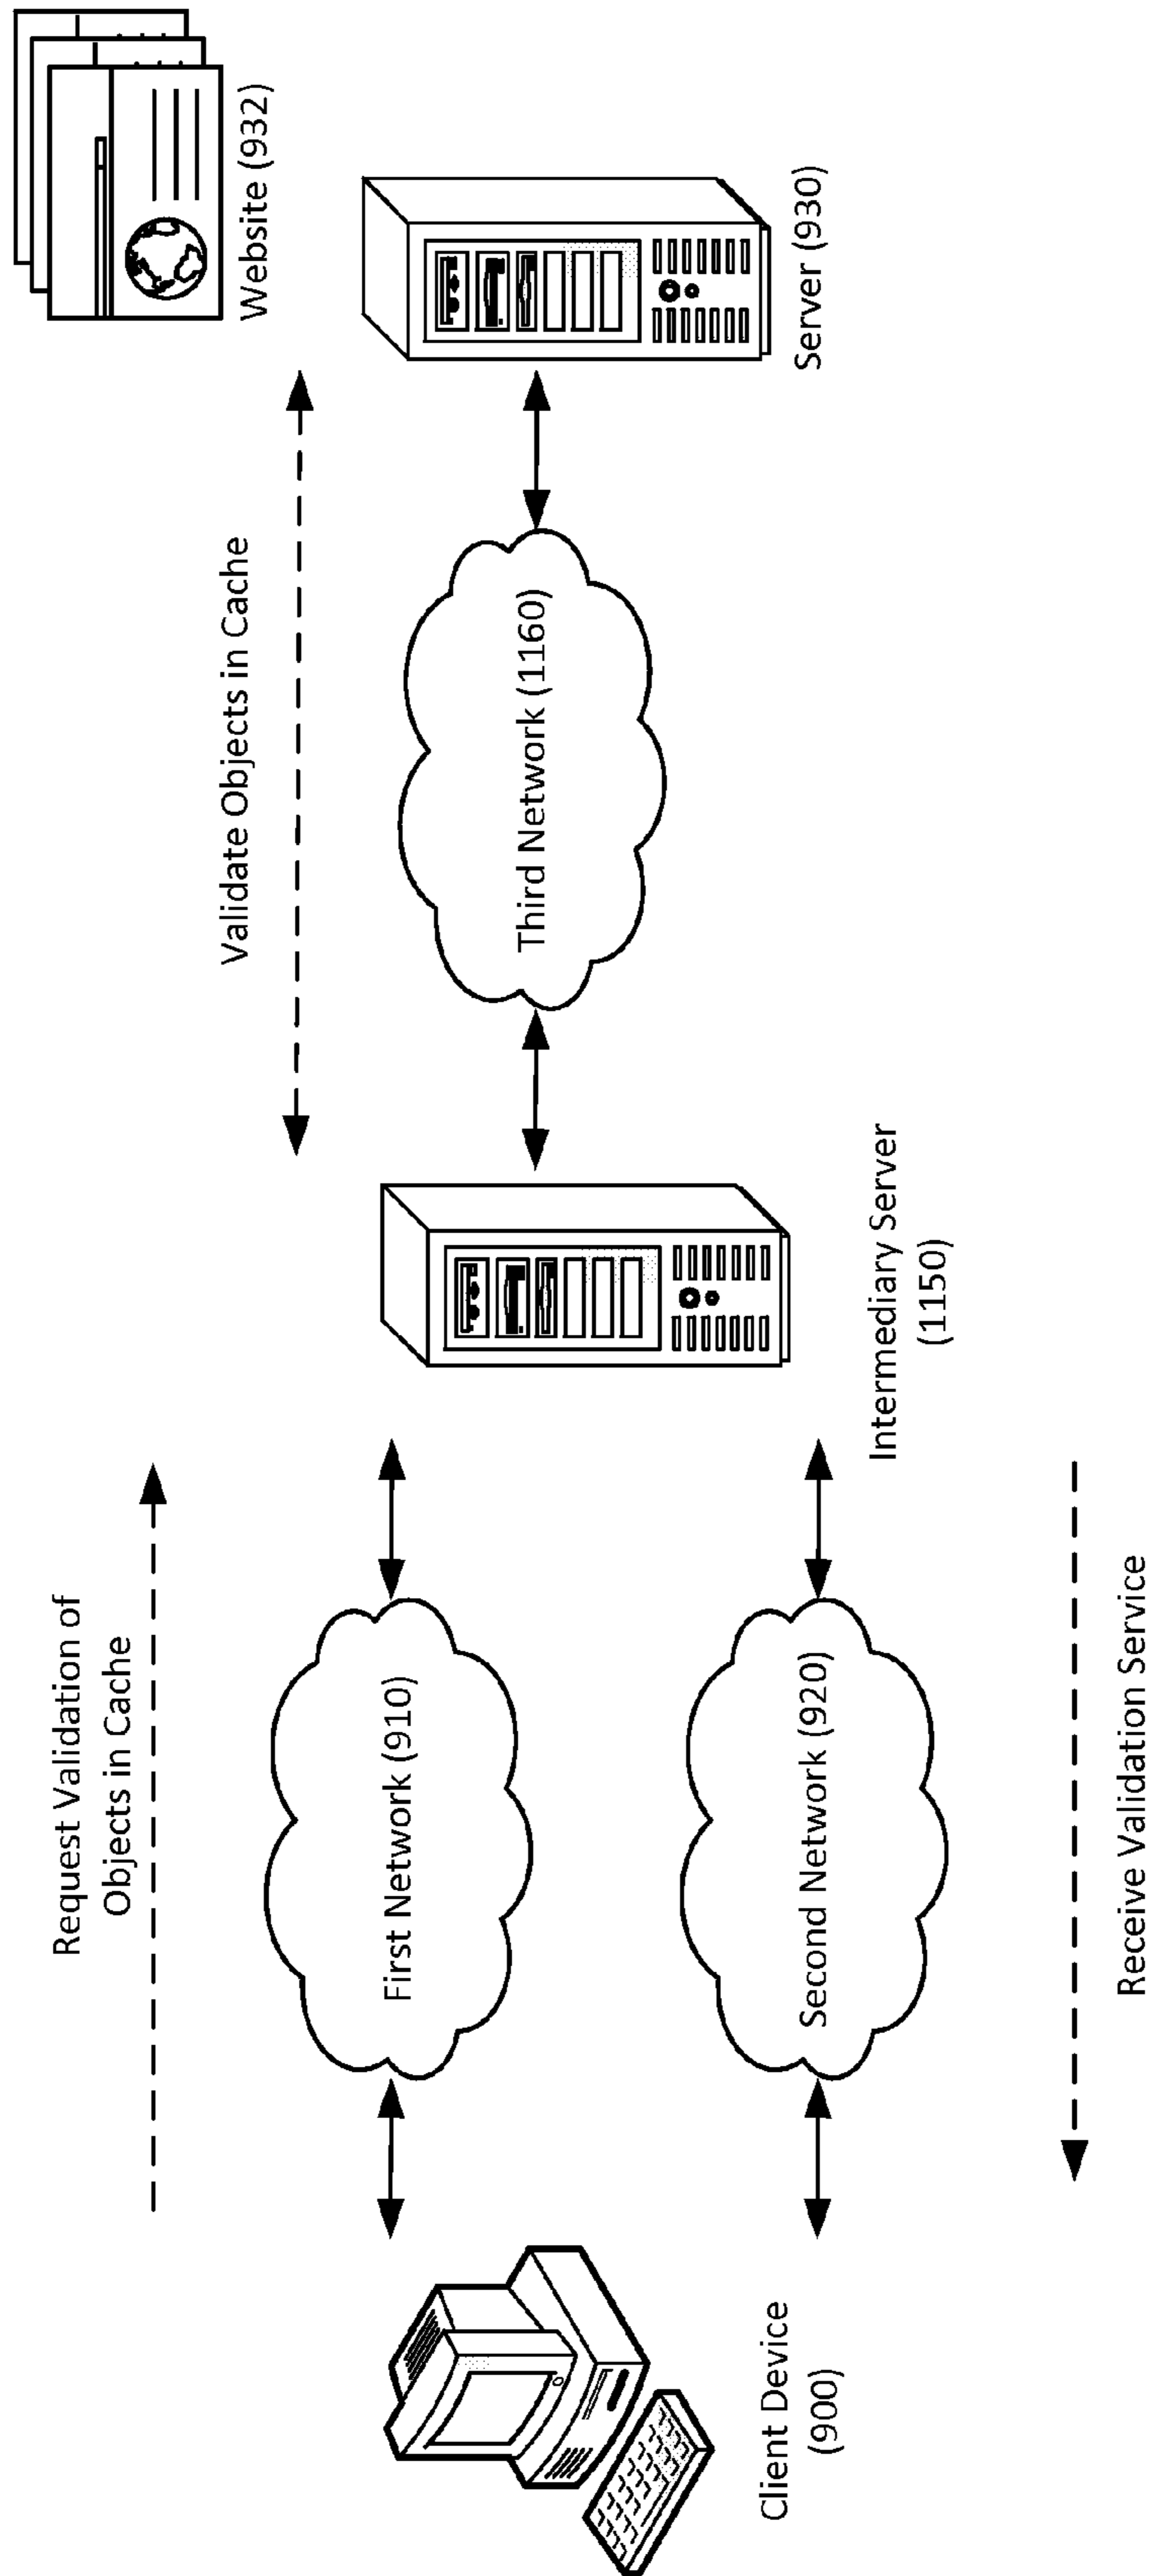 Request Validation of
Objects in Cache
Validate Objects in Cache
Website (932)
First Network (910)
Third Network (1160)
Server (930)
Client Device
(900)
Second Network (920)
Intermediary Server
(1150)
Receive Validation Service